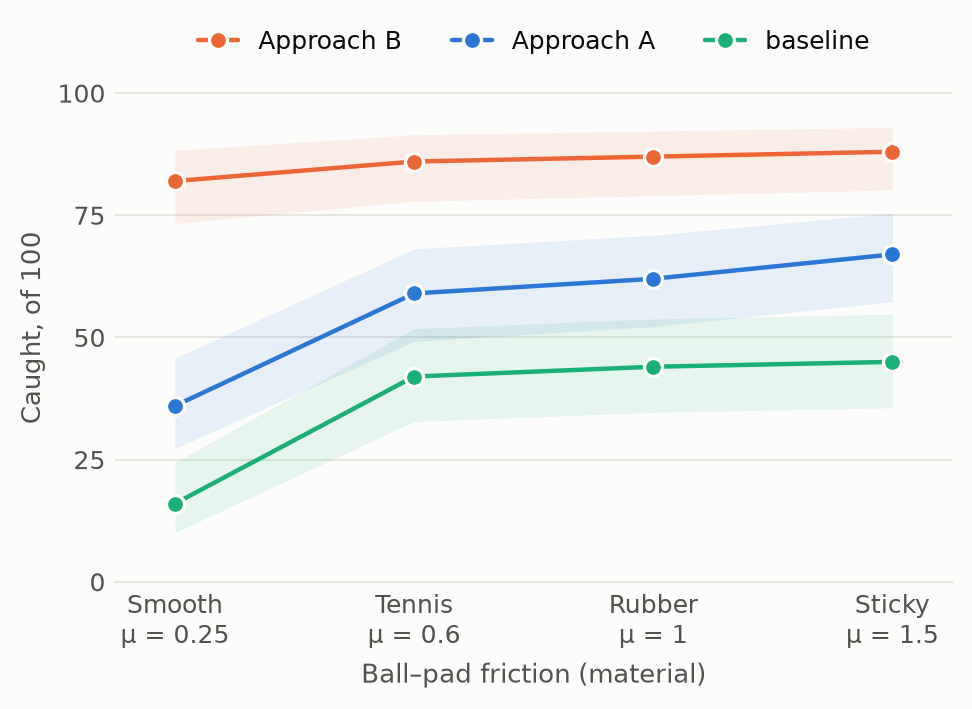 Approach B Approach A baseline
100
75
50
25
0
Caught, of 100
Smooth Tennis Rubber Sticky
μ = 0.25 μ = 0.6 μ = 1 μ = 1.5
Ball–pad friction (material)